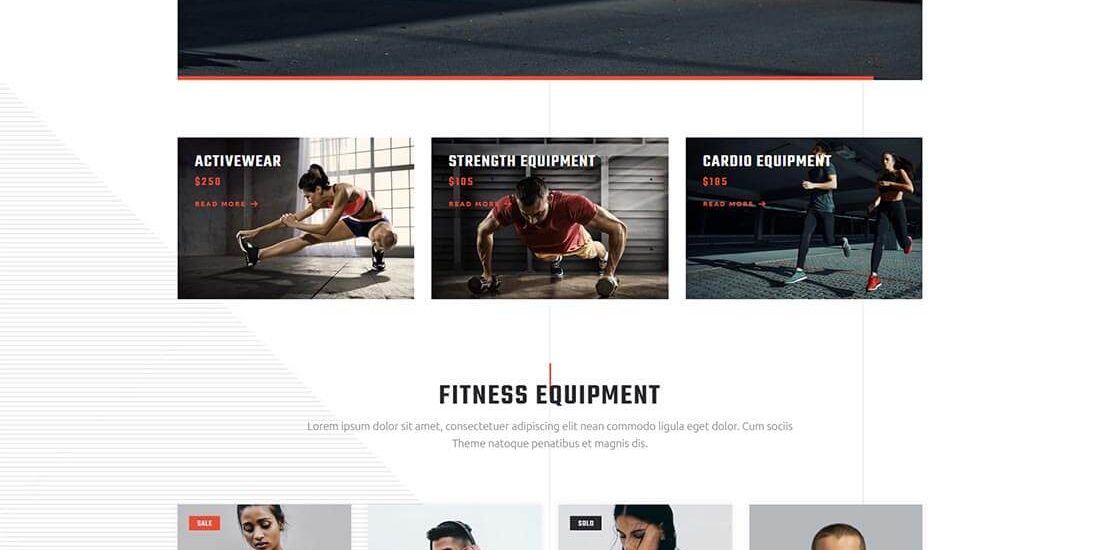 ACTIVEWEAR
$250
READ MORE
STRENGTH EQUIPMENT
$105
READ MORE
CARDIO EQUIPMENT
$185
READ MORE
FITNESS EQUIPMENT
Lorem ipsum dolor sit amet, consectetuer adipiscing elit nean commodo ligula eget dolor. Cum sociis
Theme natoque penatibus et magnis dis.
SALE
SOLD